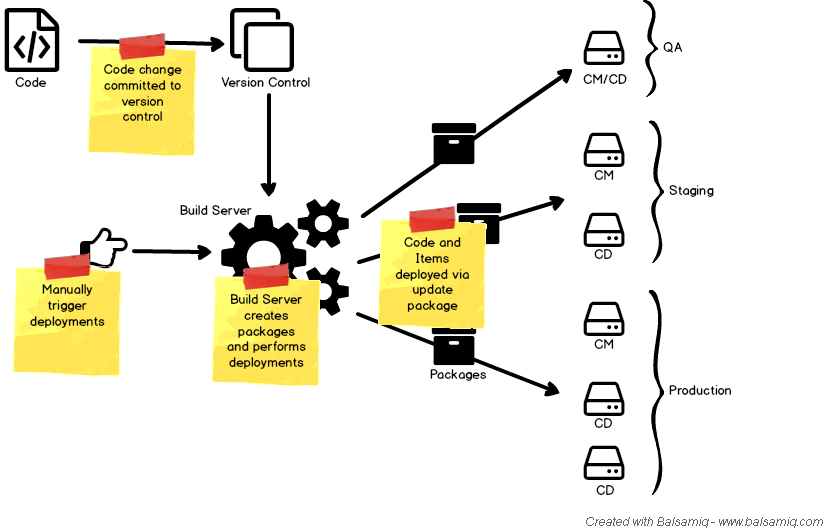 Code
Code change
committed to
version
control
Version Control
QA
CM/CD
CM
Staging
CD
Build Server
Manually
trigger
deployments
Build Server
creates
packages
and performs
deployments
Code and
Items
deployed via
update
package
Packages
CM
Production
CD
CD
Created with Balsamiq - www.balsamiq.com